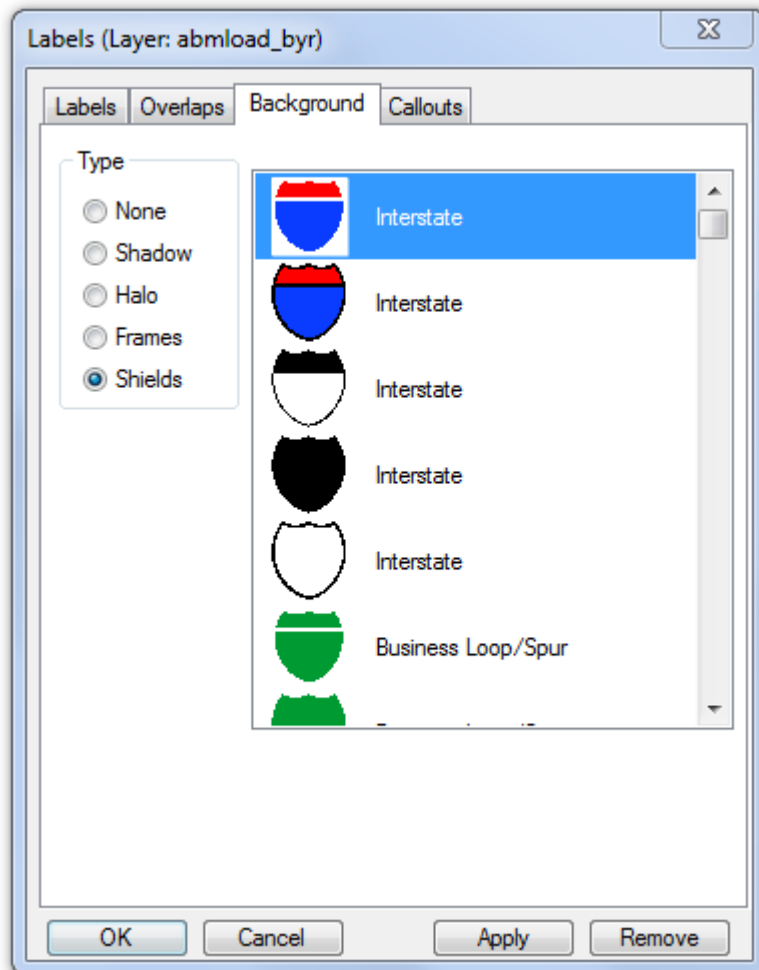 Labels (Layer: abmload_byr)
Labels Overlaps Background Callouts
Type
None
Shadow
Halo
Frames
Shields
Interstate
Interstate
Interstate
Interstate
Interstate
Business Loop/Spur
OK Cancel Apply Remove